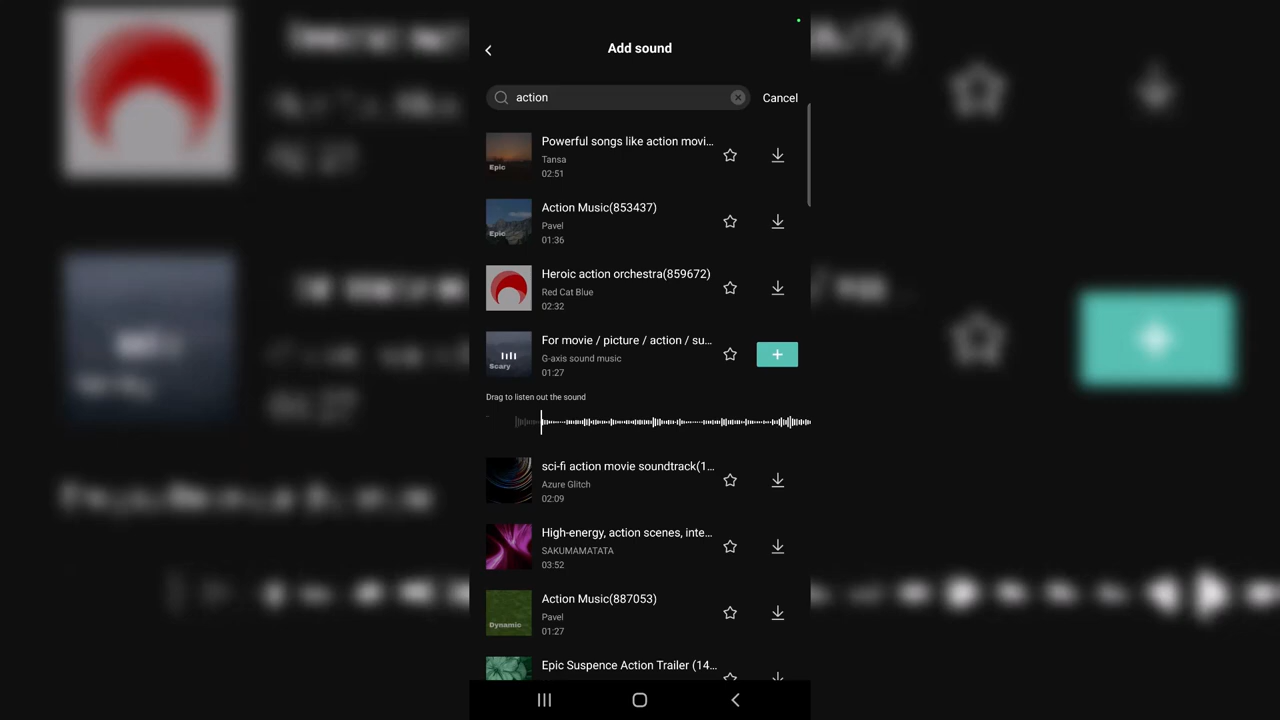 Add sound
action
Cancel
Powerful songs like action movi...
Tansa
02:51
Epic
Action Music(853437)
Pavel
01:36
Epic
Heroic action orchestra(859672)
Red Cat Blue
02:32
For movie / picture / action / su...
G-axis sound music
01:27
Scary
Drag to listen out the sound
sci-fi action movie soundtrack(1...
Azure Glitch
02:09
High-energy, action scenes, inte...
SAKUMAMATATA
03:52
Action Music(887053)
Pavel
01:27
Dynamic
Epic Suspence Action Trailer (14...